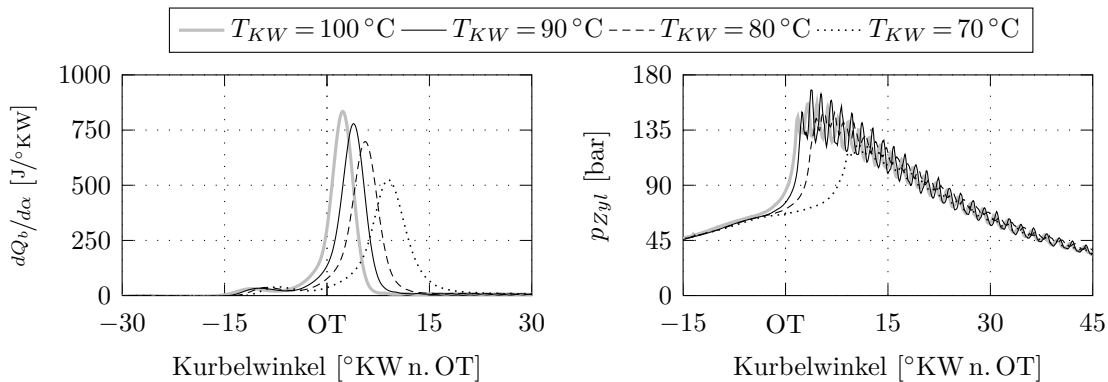 T_KW = 100 °C T_KW = 90 °C T_KW = 80 °C T_KW = 70 °C
dQ_b/dα [J/°KW]
1000
750
500
250
0
−30 −15 OT 15 30
Kurbelwinkel [°KW n. OT]
p_Zyl [bar]
180
135
90
45
0
−15 OT 15 30 45
Kurbelwinkel [°KW n. OT]